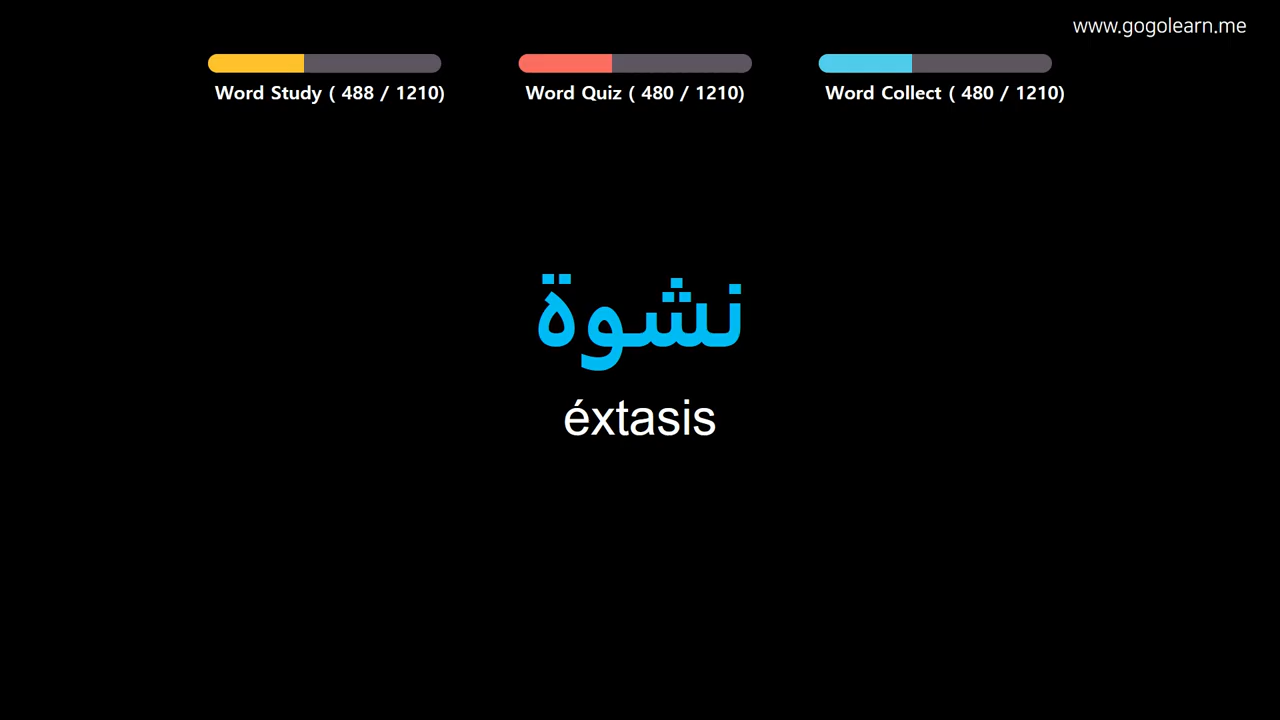 www.gogolearn.me
Word Study ( 488 / 1210)
Word Quiz ( 480 / 1210)
Word Collect ( 480 / 1210)
نشوة
éxtasis